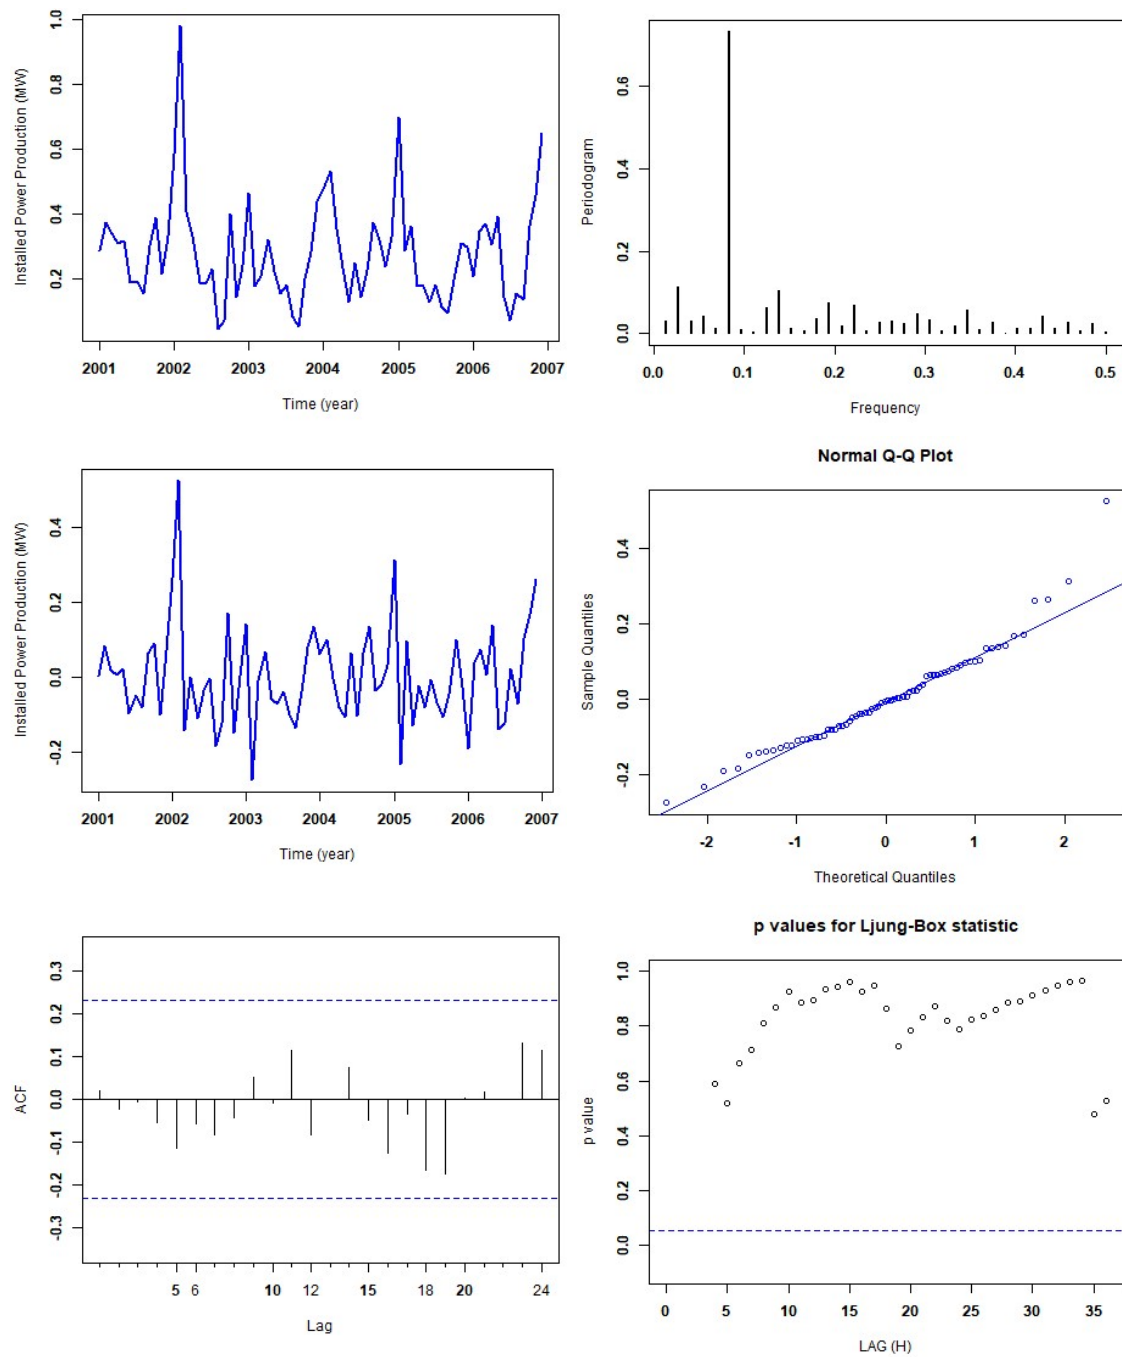 Installed Power Production (MW)
1.0
0.8
0.6
0.4
0.2
2001 2002 2003 2004 2005 2006 2007
Time (year)
Periodogram
0.6
0.4
0.2
0.0
0.0 0.1 0.2 0.3 0.4 0.5
Frequency
Installed Power Production (MW)
0.4
0.2
0.0
-0.2
2001 2002 2003 2004 2005 2006 2007
Time (year)
Normal Q-Q Plot
Sample Quantiles
0.4
0.2
0.0
-0.2
-2 -1 0 1 2
Theoretical Quantiles
ACF
0.3
0.2
0.1
0.0
-0.1
-0.2
-0.3
5 6 10 12 15 18 20 24
Lag
p values for Ljung-Box statistic
p value
1.0
0.8
0.6
0.4
0.2
0.0
0 5 10 15 20 25 30 35
LAG (H)